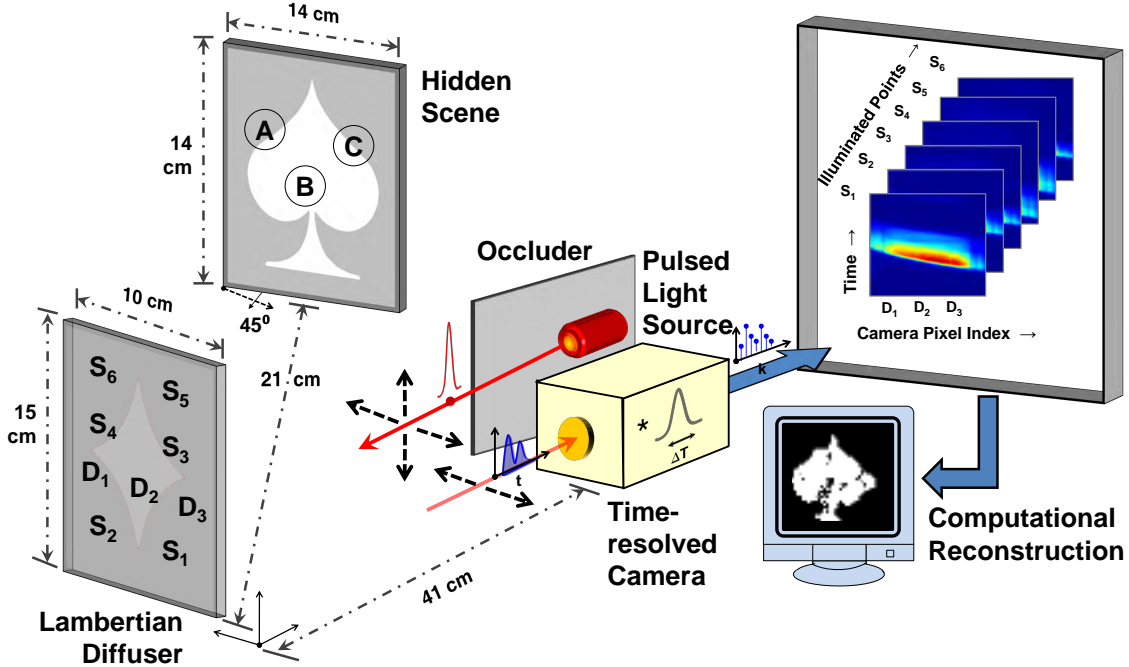 14 cm
14
cm
Hidden
Scene
A
C
B
45⁰
10 cm
15
cm
S₆
S₅
S₄
S₃
D₁
D₂
D₃
S₂
S₁
21 cm
Lambertian
Diffuser
Occluder
Pulsed
Light
Source
t
*
ΔT
k
41 cm
Time-
resolved
Camera
Illuminated Points →
S₆
S₅
S₄
S₃
S₂
S₁
Time →
D₁ D₂ D₃
Camera Pixel Index →
Computational
Reconstruction